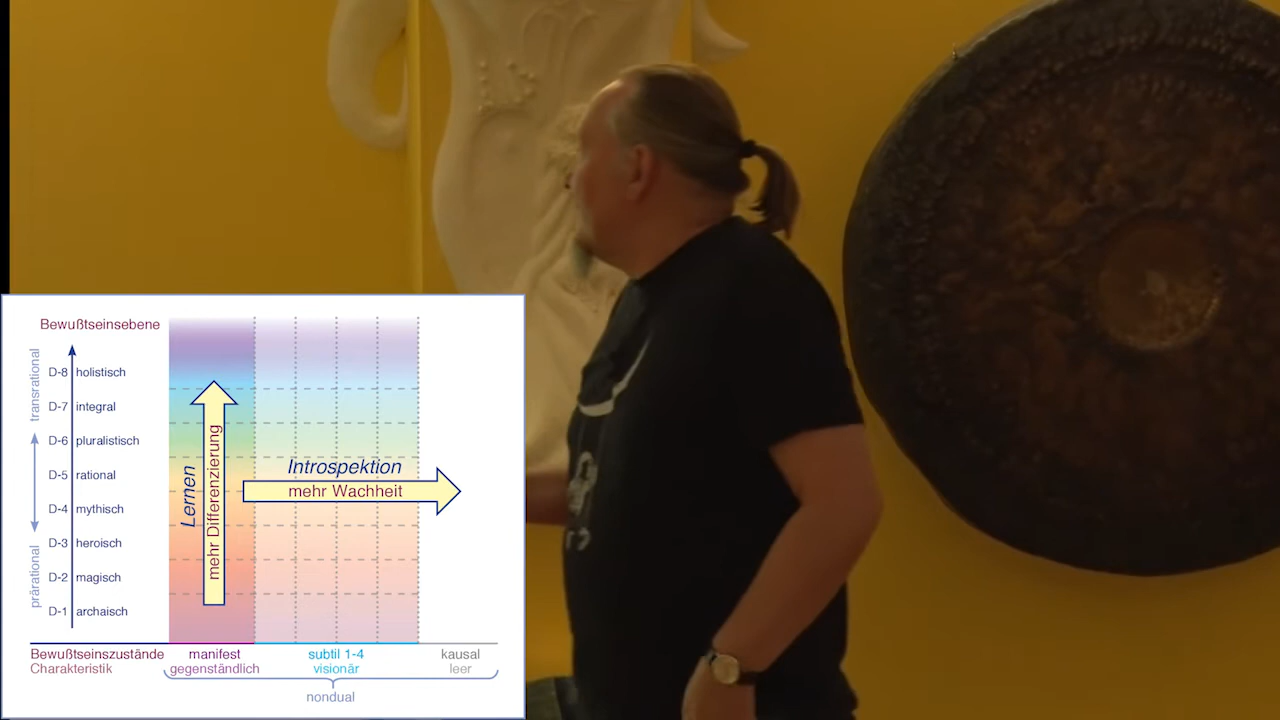 Bewußtseinsebene
transrational
prärational
D-8 holistisch
D-7 integral
D-6 pluralistisch
D-5 rational
D-4 mythisch
D-3 heroisch
D-2 magisch
D-1 archaisch
Lernen
mehr Differenzierung
Introspektion
mehr Wachheit
Bewußtseinszustände manifest subtil 1-4 kausal
Charakteristik gegenständlich visionär leer
nondual